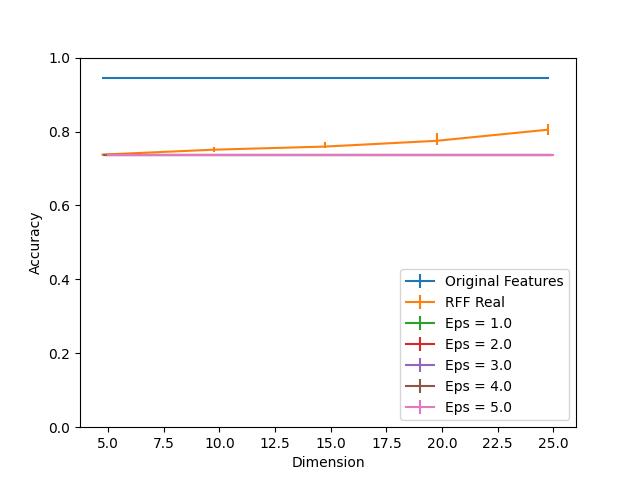 1.0
0.8
0.6
0.4
0.2
0.0
Accuracy
5.0 7.5 10.0 12.5 15.0 17.5 20.0 22.5 25.0
Dimension
Original Features
RFF Real
Eps = 1.0
Eps = 2.0
Eps = 3.0
Eps = 4.0
Eps = 5.0